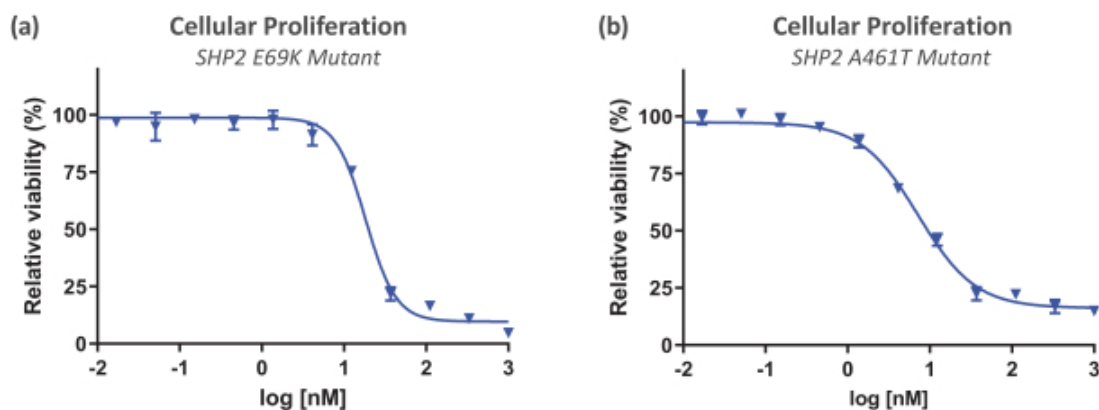 (a) Cellular Proliferation
SHP2 E69K Mutant
Relative viability (%)
100
75
50
25
0
-2 -1 0 1 2 3
log [nM]
(b) Cellular Proliferation
SHP2 A461T Mutant
Relative viability (%)
100
75
50
25
0
-2 -1 0 1 2 3
log [nM]